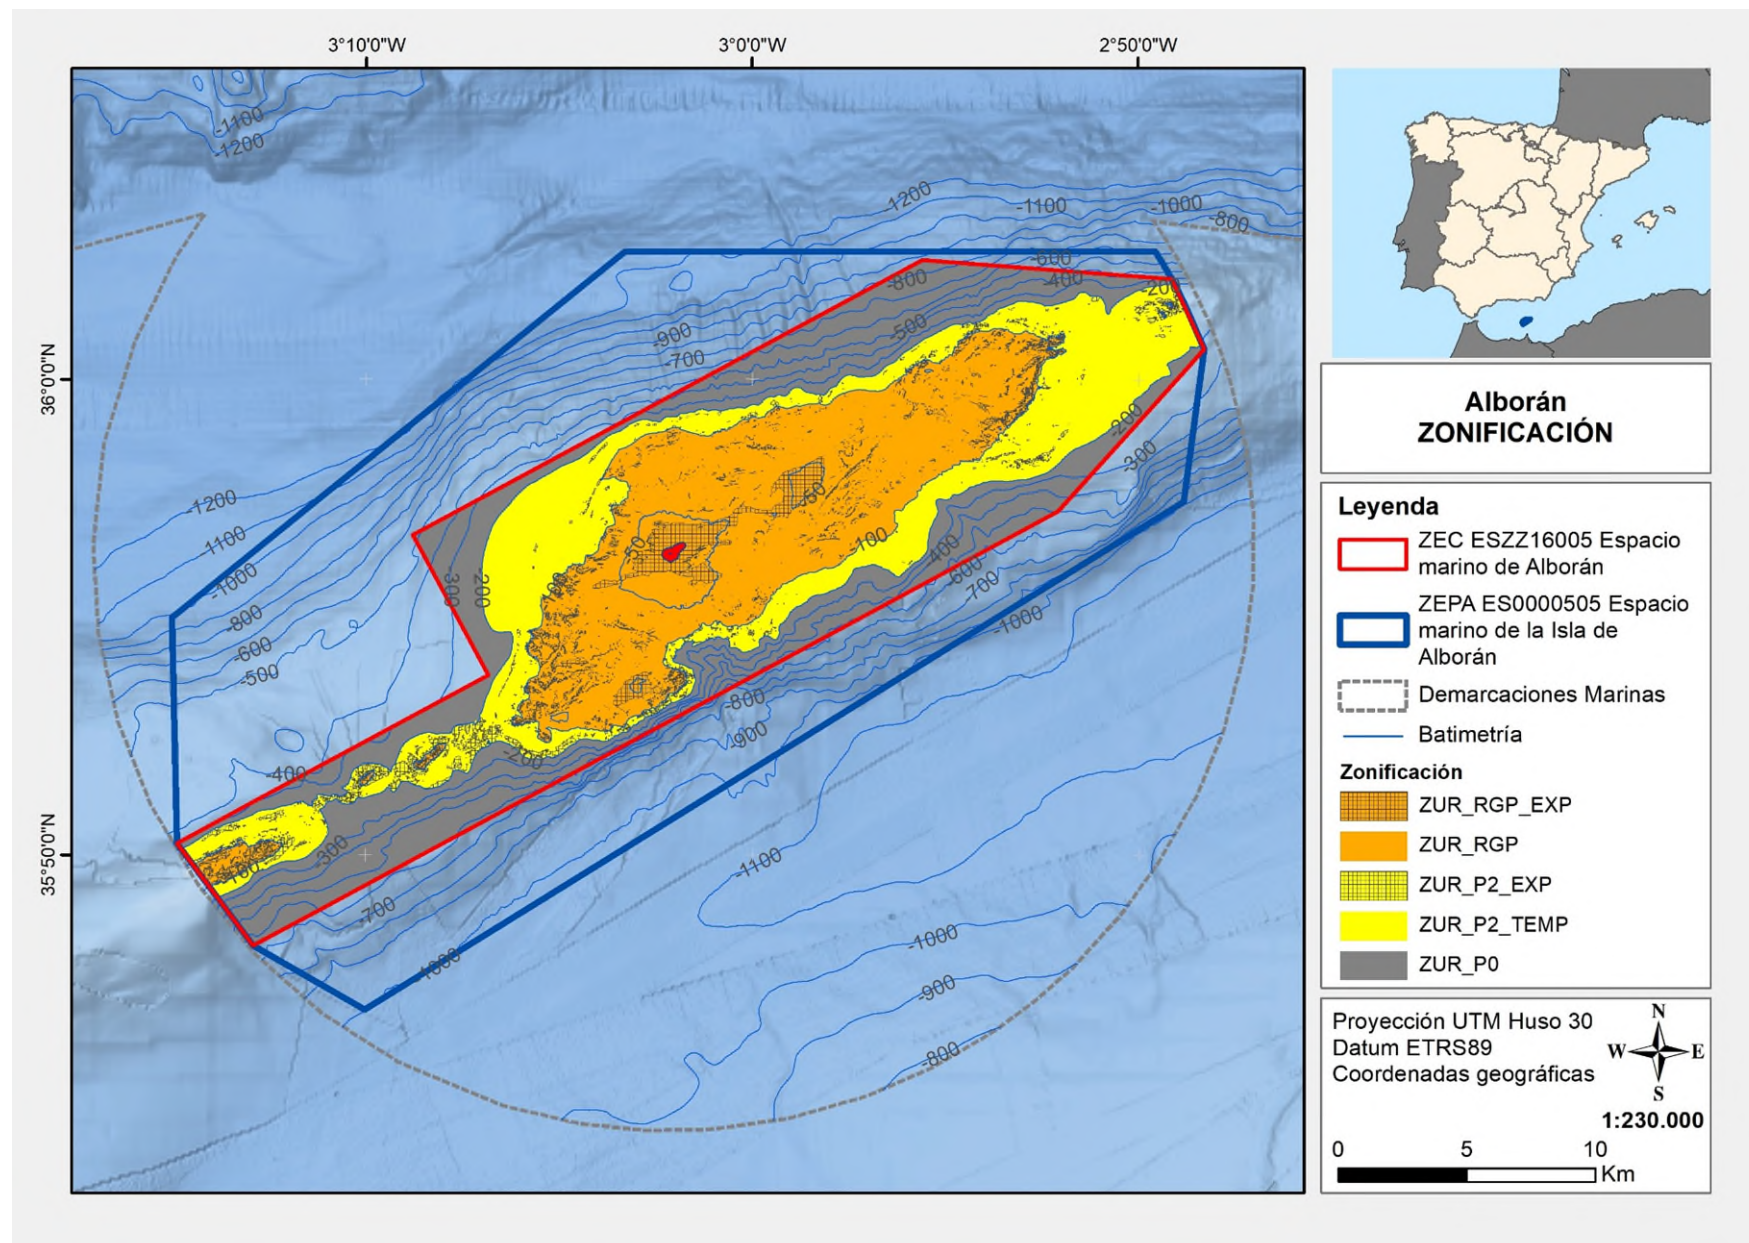 3°10'0"W
3°0'0"W
2°50'0"W
36°0'0"N
35°50'0"N
-1100
-1200
-1200
-1100
-1000
-800
-600
-400
-200
-800
-500
-900
-700
-200
-300
-50
-50
-100
-100
-400
-600
-700
-1000
-300
200
-1200
-1100
-1000
-800
-600
-500
-400
-200
-800
-900
-300
-100
-700
-1000
-1100
-1000
-900
-800
Alborán
ZONIFICACIÓN
Leyenda
ZEC ESZZ16005 Espacio
marino de Alborán
ZEPA ES0000505 Espacio
marino de la Isla de
Alborán
Demarcaciones Marinas
Batimetría
Zonificación
ZUR_RGP_EXP
ZUR_RGP
ZUR_P2_EXP
ZUR_P2_TEMP
ZUR_P0
Proyección UTM Huso 30
Datum ETRS89
Coordenadas geográficas
N
W E
S
1:230.000
0 5 10
Km